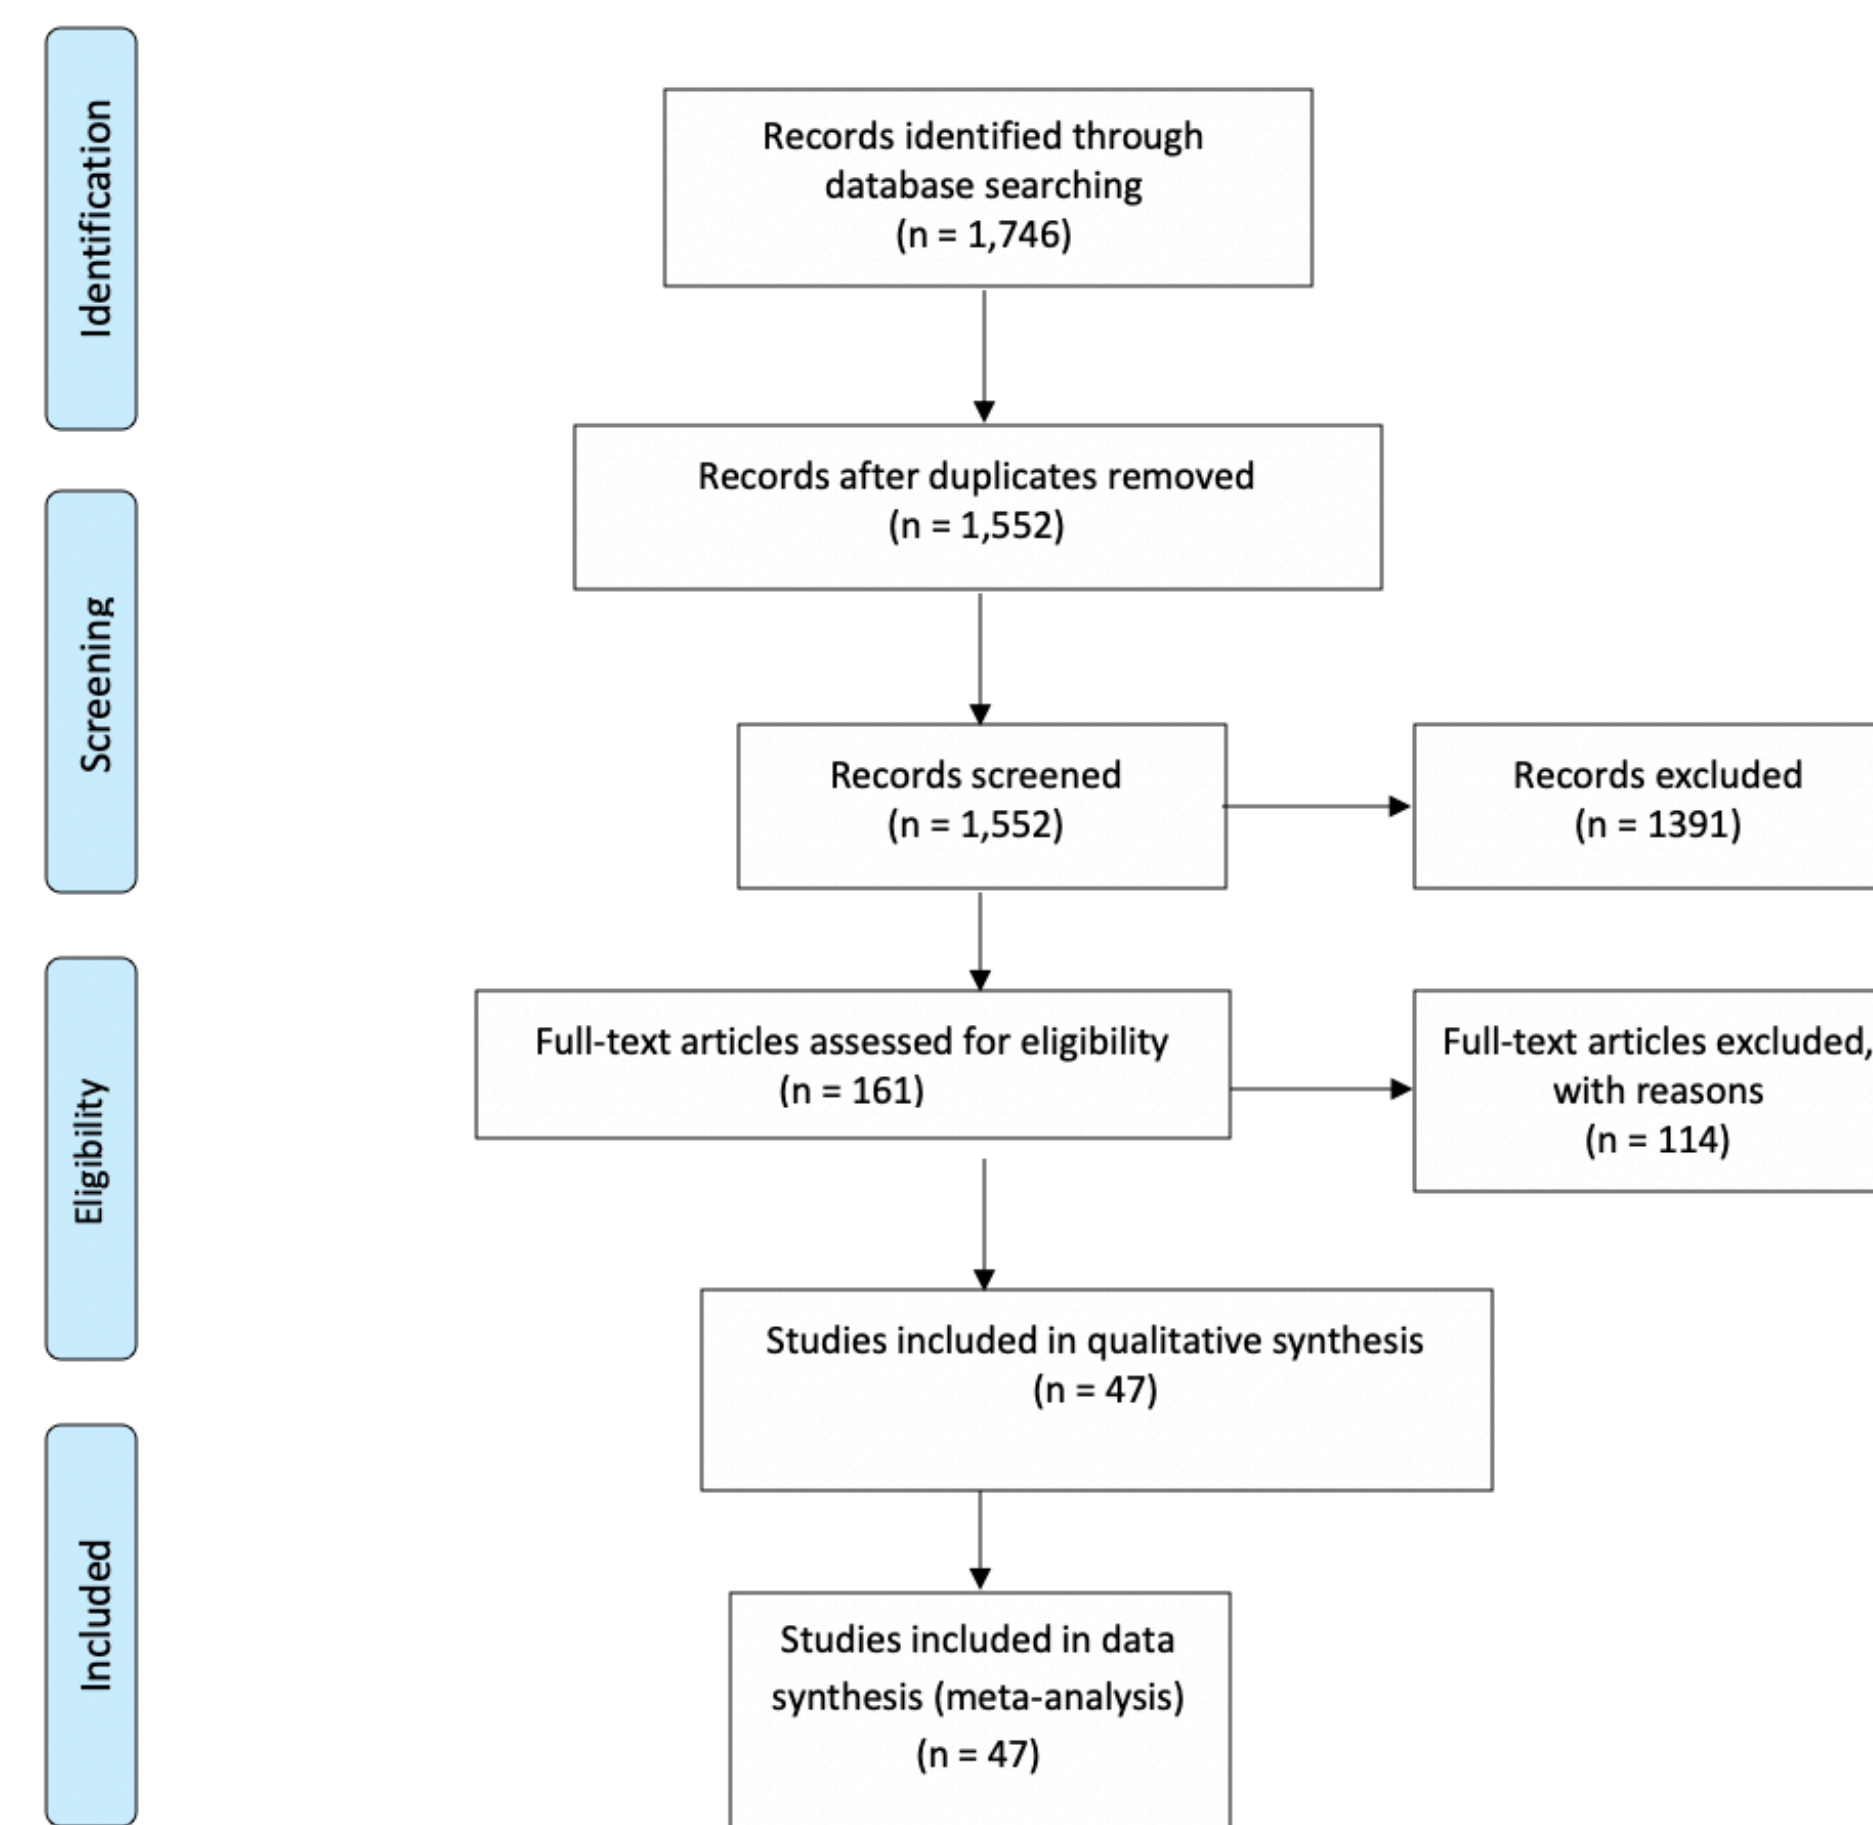 Identification
Records identified through
database searching
(n = 1,746)
Records after duplicates removed
(n = 1,552)
Screening
Records screened
(n = 1,552)
Records excluded
(n = 1391)
Eligibility
Full-text articles assessed for eligibility
(n = 161)
Full-text articles excluded,
with reasons
(n = 114)
Studies included in qualitative synthesis
(n = 47)
Included
Studies included in data
synthesis (meta-analysis)
(n = 47)